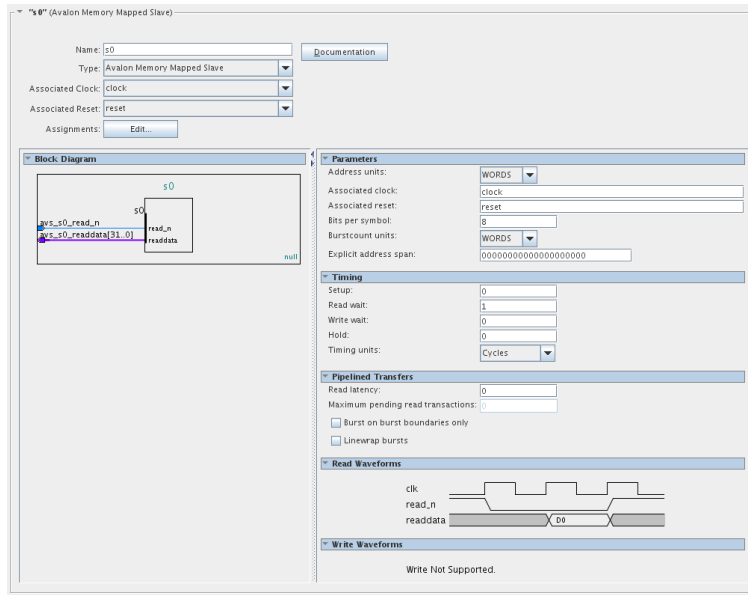 "s0" (Avalon Memory Mapped Slave)
Name: s0
Documentation
Type: Avalon Memory Mapped Slave
Associated Clock: clock
Associated Reset: reset
Assignments: Edit...
Block Diagram
s0
s0
avs_s0_read_n
read_n
avs_s0_readdata[31..0]
readdata
null
Parameters
Address units: WORDS
Associated clock: clock
Associated reset: reset
Bits per symbol: 8
Burstcount units: WORDS
Explicit address span: 00000000000000000000
Timing
Setup: 0
Read wait: 1
Write wait: 0
Hold: 0
Timing units: Cycles
Pipelined Transfers
Read latency: 0
Maximum pending read transactions: 0
Burst on burst boundaries only
Linewrap bursts
Read Waveforms
clk
read_n
readdata D0
Write Waveforms
Write Not Supported.